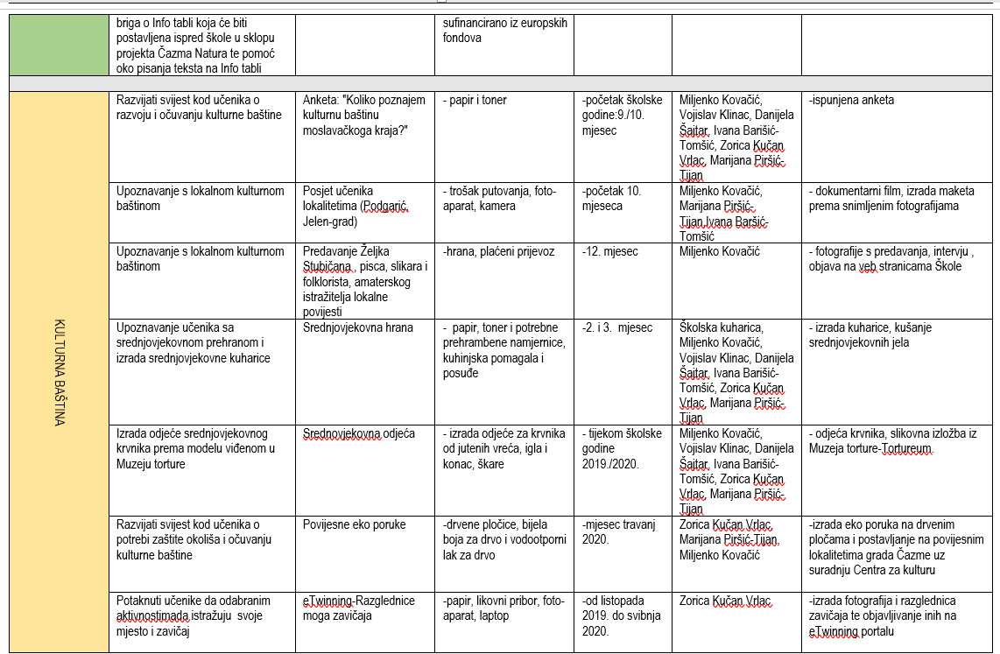 briga o Info tabli koja će biti
postavljena ispred škole u sklopu
projekta Čazma Natura te pomoć
oko pisanja teksta na Info tabli
sufinancirano iz europskih
fondova
KULTURNA BAŠTINA
Razvijati svijest kod učenika o
razvoju i očuvanju kulturne baštine
Anketa: "Koliko poznajem
kulturnu baštinu
moslavačkoga kraja?"
- papir i toner
-početak školske
godine:9./10.
mjesec
Miljenko Kovačić,
Vojislav Klinac, Danijela
Šajtar, Ivana Barišić-
Tomšić, Zorica Kučan
Vrlac, Marijana Piršić-
Tijan
-ispunjena anketa
Upoznavanje s lokalnom kulturnom
baštinom
Posjet učenika
lokalitetima (Podgarić,
Jelen-grad)
- trošak putovanja, foto-
aparat, kamera
-početak 10.
mjeseca
Miljenko Kovačić,
Marijana Piršić-
Tijan,Ivana Baršić-
Tomšić
- dokumentarni film, izrada maketa
prema snimljenim fotografijama
Upoznavanje s lokalnom kulturnom
baštinom
Predavanje Željka
Stubičana , pisca, slikara i
folklorista, amaterskog
istražitelja lokalne
povijesti
-hrana, plaćeni prijevoz
-12. mjesec
Miljenko Kovačić
- fotografije s predavanja, intervju ,
objava na veb stranicama Škole
Upoznavanje učenika sa
srednjovjekovnom prehranom i
izrada srednjovjekovne kuharice
Srednjovjekovna hrana
- papir, toner i potrebne
prehrambene namjernice,
kuhinjska pomagala i
posuđe
-2. i 3. mjesec
Školska kuharica,
Miljenko Kovačić,
Vojislav Klinac, Danijela
Šajtar, Ivana Barišić-
Tomšić, Zorica Kučan
Vrlac, Marijana Piršić-
Tijan
- izrada kuharice, kušanje
srednjovjekovnih jela
Izrada odjeće srednjovjekovnog
krvnika prema modelu viđenom u
Muzeju torture
Srednovjekovna odjeća
- izrada odjeće za krvnika
od jutenih vreća, igla i
konac, škare
- tijekom školske
godine
2019./2020.
Miljenko Kovačić,
Vojislav Klinac, Danijela
Šajtar, Ivana Barišić-
Tomšić, Zorica Kučan
Vrlac, Marijana Piršić-
Tijan
- odjeća krvnika, slikovna izložba iz
Muzeja torture-Tortureum.
Razvijati svijest kod učenika o
potrebi zaštite okoliša i očuvanju
kulturne baštine
Povijesne eko poruke
-drvene pločice, bijela
boja za drvo i vodootporni
lak za drvo
-mjesec travanj
2020.
Zorica Kučan Vrlac,
Marijana Piršić-Tijan,
Miljenko Kovačić
-izrada eko poruka na drvenim
pločama i postavljanje na povijesnim
lokalitetima grada Čazme uz
suradnju Centra za kulturu
Potaknuti učenike da odabranim
aktivnostimada istražuju svoje
mjesto i zavičaj
eTwinning-Razglednice
moga zavičaja
-papir, likovni pribor, foto-
aparat, laptop
-od listopada
2019. do svibnja
2020.
Zorica Kučan Vrlac,
-izrada fotografija i razglednica
zavičaja te objavljivanje inih na
eTwinning portalu